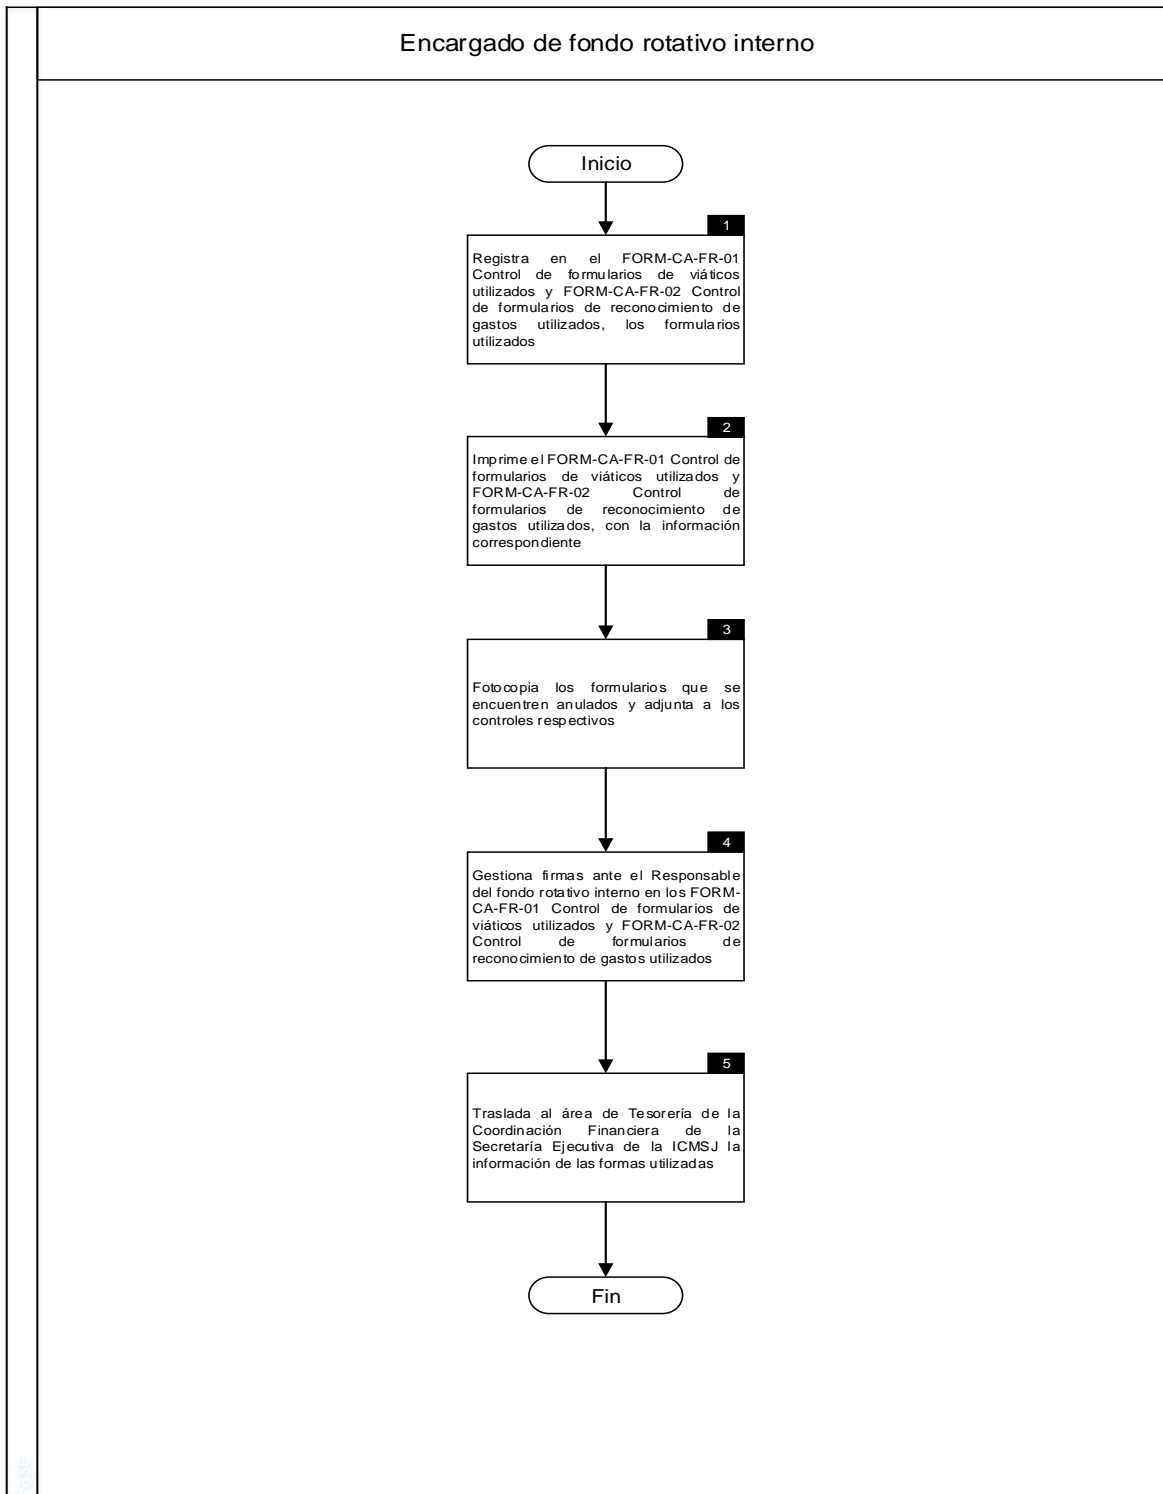 Encargado de fondo rotativo interno
Inicio
1
Registra en el FORM-CA-FR-01
Control de formularios de viáticos
utilizados y FORM-CA-FR-02 Control
de formularios de reconocimiento de
gastos utilizados, los formularios
utilizados
2
Imprime el FORM-CA-FR-01 Control de
formularios de viáticos utilizados y
FORM-CA-FR-02 Control de
formularios de reconocimiento de
gastos utilizados, con la información
correspondiente
3
Fotocopia los formularios que se
encuentren anulados y adjunta a los
controles respectivos
4
Gestiona firmas ante el Responsable
del fondo rotativo interno en los FORM-
CA-FR-01 Control de formularios de
viáticos utilizados y FORM-CA-FR-02
Control de formularios de
reconocimiento de gastos utilizados
5
Traslada al área de Tesorería de la
Coordinación Financiera de la
Secretaría Ejecutiva de la ICMSJ la
información de las formas utilizadas
Fin
Fase